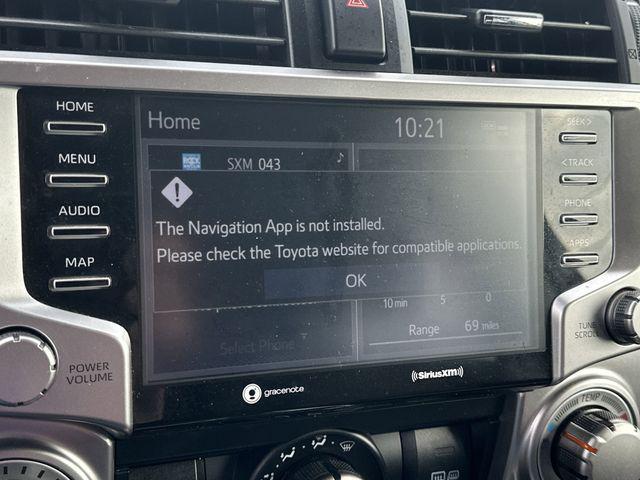 HOME
MENU
AUDIO
MAP
POWER
VOLUME
Home
10:21
SXM 043
!
The Navigation App is not installed.
Please check the Toyota website for compatible applications.
OK
10 min 5 0
Range 69 miles
Select Phone
gracenote
((SiriusXM))
SEEK >
< TRACK
PHONE
APPS
TUNE
SCROLL
TEMP